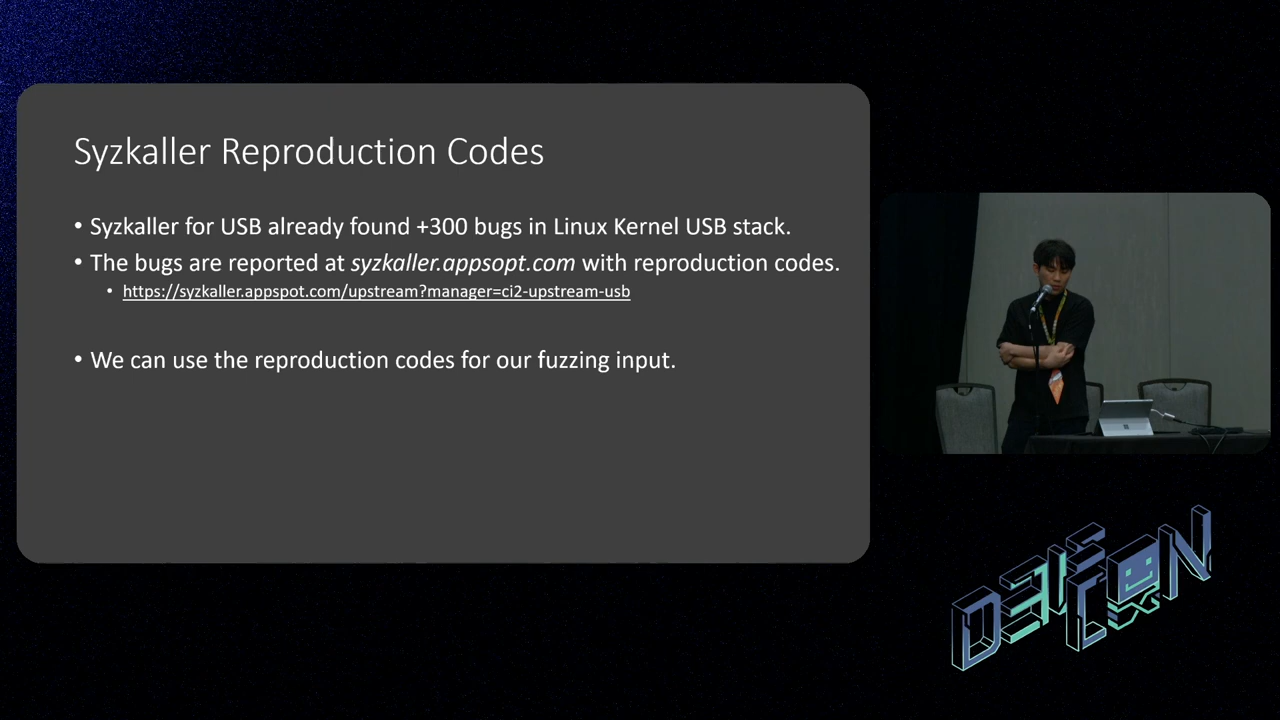 Syzkaller Reproduction Codes
• Syzkaller for USB already found +300 bugs in Linux Kernel USB stack.
• The bugs are reported at syzkaller.appsopt.com with reproduction codes.
• https://syzkaller.appspot.com/upstream?manager=ci2-upstream-usb
• We can use the reproduction codes for our fuzzing input.
DEF
CON